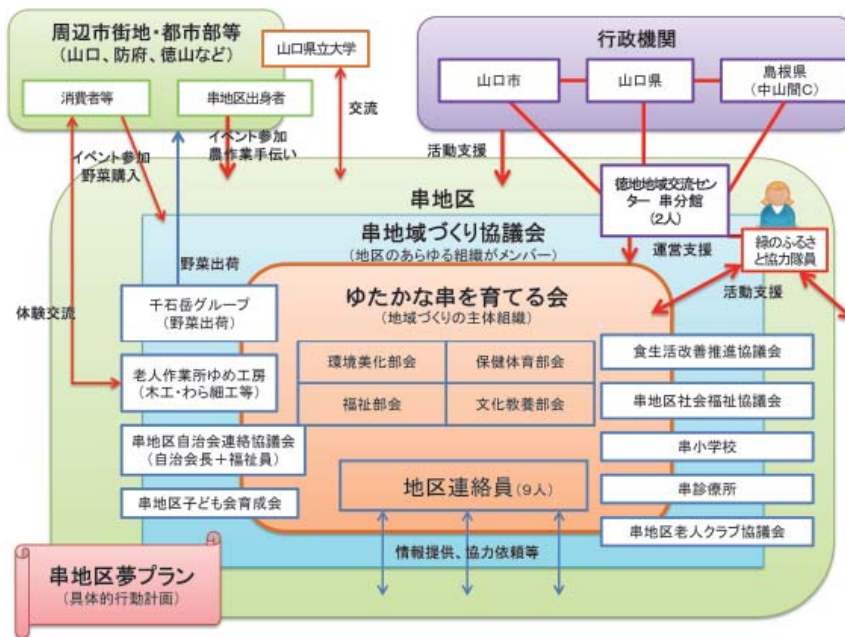 周辺市街地・都市部等
(山口、防府、徳山など)
消費者等
串地区出身者
山口県立大学
交流
行政機関
山口市
山口県
島根県
(中山間C)
イベント参加
野菜購入
イベント参加
農作業手伝い
活動支援
徳地地域交流セン
ター 串分館
(2人)
串地区
串地域づくり協議会
(地区のあらゆる組織がメンバー)
運営支援
緑のふるさ
と協力隊員
活動支援
野菜出荷
体験交流
ゆたかな串を育てる会
(地域づくりの主体組織)
千石岳グループ
(野菜出荷)
老人作業所ゆめ工房
(木工・わら細工等)
串地区自治会連絡協議会
(自治会長+福祉員)
串地区子ども会育成会
環境美化部会
保健体育部会
福祉部会
文化教養部会
地区連絡員(9人)
食生活改善推進協議会
串地区社会福祉協議会
串小学校
串診療所
串地区老人クラブ協議会
情報提供、協力依頼等
串地区夢プラン
(具体的行動計画)